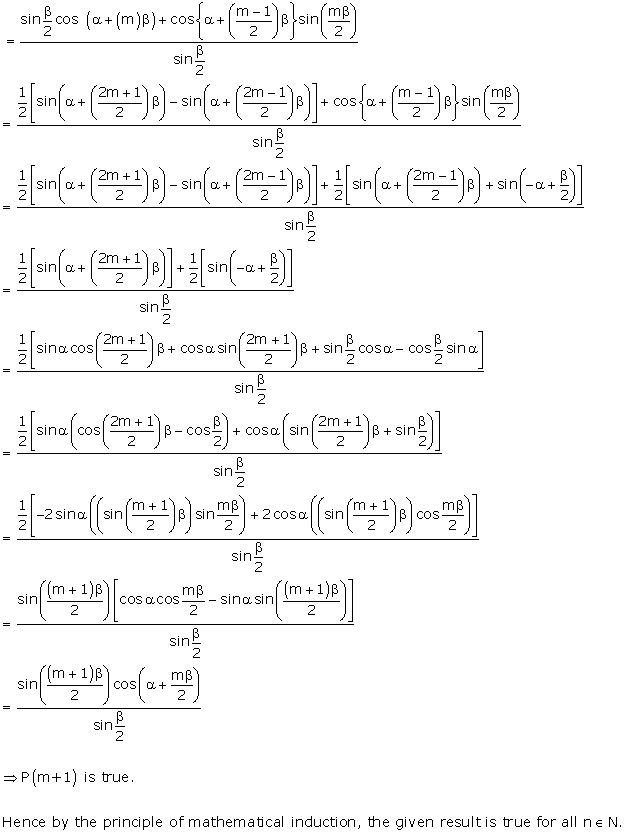 = (sin β/2 cos (α+(m)β) + cos{α+((m−1)/2)β} sin(mβ/2)) / (sin β/2)
= (1/2[sin(α+((2m+1)/2)β) − sin(α+((2m−1)/2)β)] + cos{α+((m−1)/2)β} sin(mβ/2)) / (sin β/2)
= (1/2[sin(α+((2m+1)/2)β) − sin(α+((2m−1)/2)β)] + 1/2[sin(α+((2m−1)/2)β) + sin(−α+β/2)]) / (sin β/2)
= (1/2[sin(α+((2m+1)/2)β)] + 1/2[sin(−α+β/2)]) / (sin β/2)
= (1/2[sinα cos((2m+1)/2)β + cosα sin((2m+1)/2)β + sin β/2 cosα − cos β/2 sinα]) / (sin β/2)
= (1/2[sinα(cos((2m+1)/2)β − cos β/2) + cosα(sin((2m+1)/2)β + sin β/2)]) / (sin β/2)
= (1/2[−2 sinα((sin((m+1)/2)β) sin mβ/2) + 2 cosα((sin((m+1)/2)β) cos mβ/2)]) / (sin β/2)
= (sin((m+1)β/2)[cosα cos mβ/2 − sinα sin((m+1)β/2)]) / (sin β/2)
= (sin((m+1)β/2) cos(α+mβ/2)) / (sin β/2)
⇒ P(m+1) is true.
Hence by the principle of mathematical induction, the given result is true for all n ∈ N.